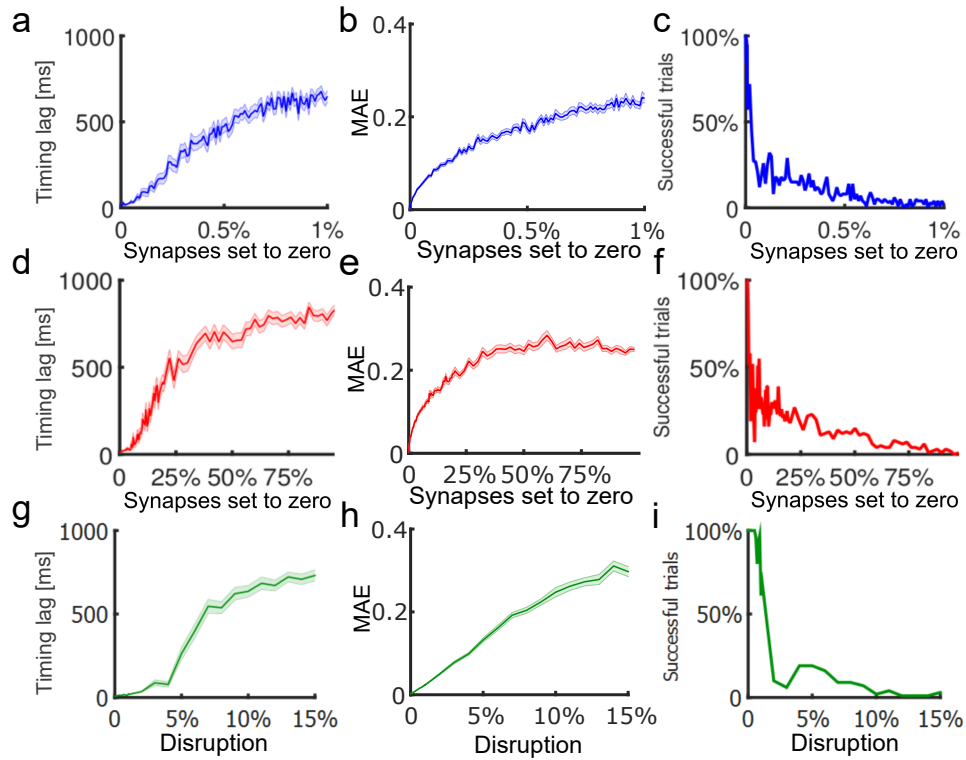 a
1000
500
0
Timing lag [ms]
0
0.5%
1%
Synapses set to zero
b
0.4
0.2
0
MAE
0
0.5%
1%
Synapses set to zero
c
100%
50%
0
Successful trials
0
0.5%
1%
Synapses set to zero
d
1000
500
0
Timing lag [ms]
0
25%
50%
75%
Synapses set to zero
e
0.4
0.2
0
MAE
25%
50%
75%
Synapses set to zero
f
100%
50%
0
Successful trials
0
25%
50%
75%
Synapses set to zero
g
1000
500
0
Timing lag [ms]
0
5%
10%
15%
Disruption
h
0.4
0.2
0
MAE
0
5%
10%
15%
Disruption
i
100%
50%
0
Successful trials
0
5%
10%
15%
Disruption